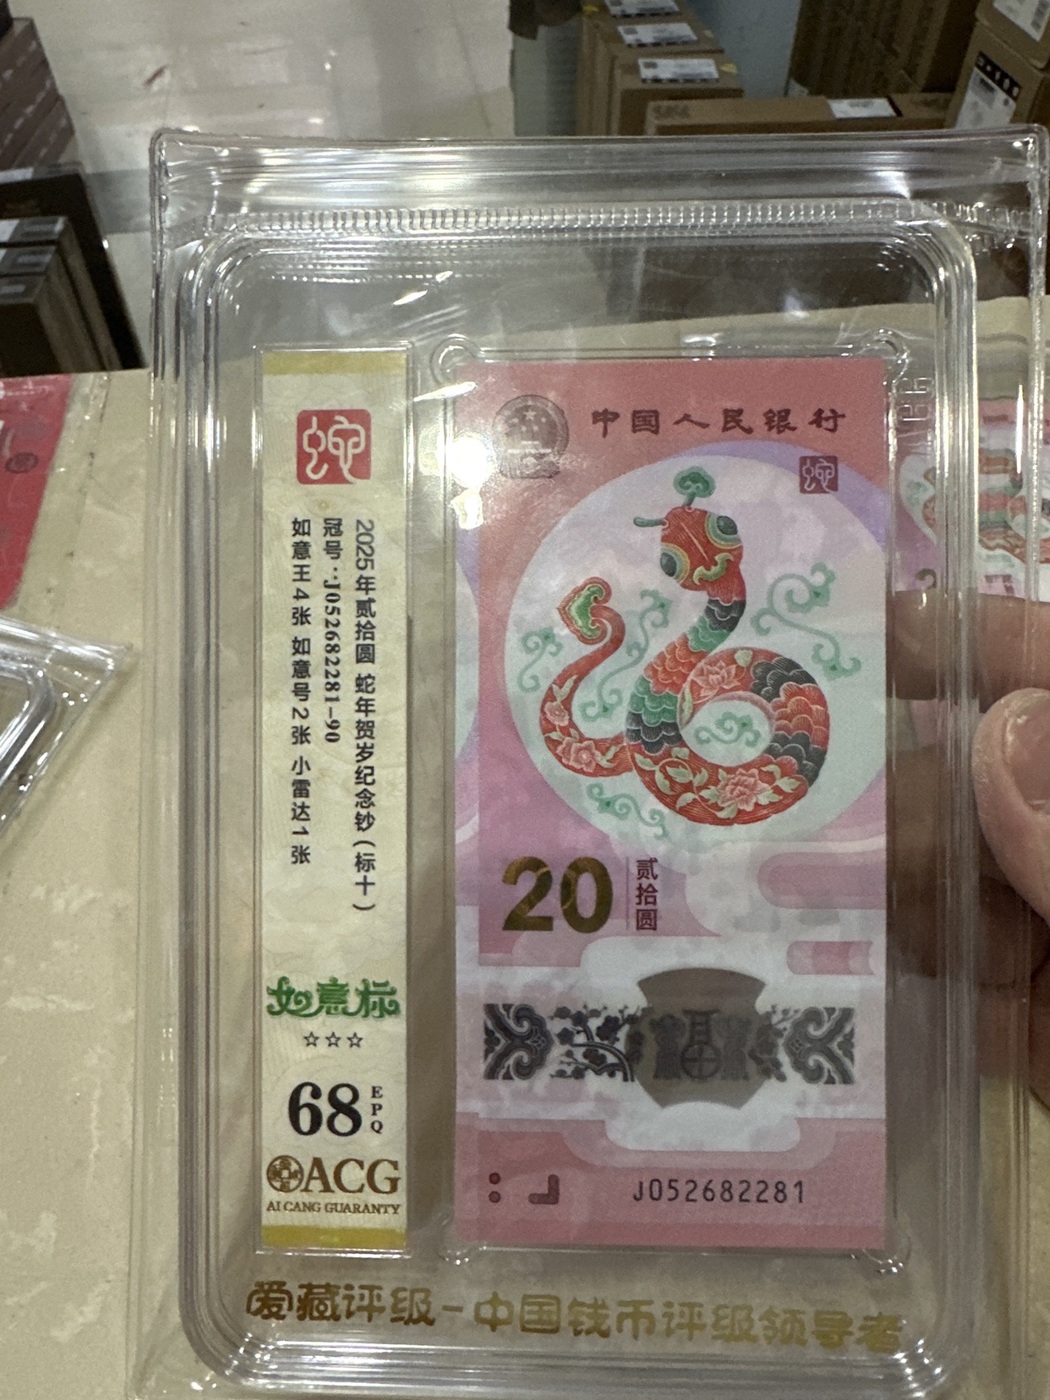 蛇
2025年贰拾圆 蛇年贺岁纪念钞(标十)
冠号:J052682281-90
如意王4张 如意号2张 小雷达1张
如意标
☆☆☆
68 EPQ
ACG
AI CANG GUARANTY
中国人民银行
蛇
20 贰拾圆
J052682281
爱藏评级-中国钱币评级领导者